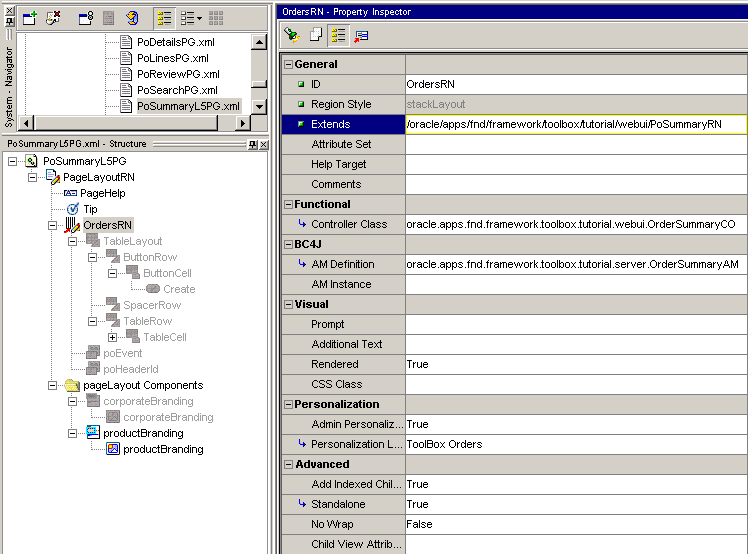 System - Navigator
PoDetailsPG.xml
PoLinesPG.xml
PoReviewPG.xml
PoSearchPG.xml
PoSummaryL5PG.xml
PoSummaryL5PG.xml - Structure
PoSummaryL5PG
PageLayoutRN
PageHelp
Tip
OrdersRN
TableLayout
ButtonRow
ButtonCell
Create
SpacerRow
TableRow
TableCell
poEvent
poHeaderId
pageLayout Components
corporateBranding
corporateBranding
productBranding
productBranding
OrdersRN - Property Inspector
General
ID OrdersRN
Region Style stackLayout
Extends /oracle/apps/fnd/framework/toolbox/tutorial/webui/PoSummaryRN
Attribute Set
Help Target
Comments
Functional
Controller Class oracle.apps.fnd.framework.toolbox.tutorial.webui.OrderSummaryCO
BC4J
AM Definition oracle.apps.fnd.framework.toolbox.tutorial.server.OrderSummaryAM
AM Instance
Visual
Prompt
Additional Text
Rendered True
CSS Class
Personalization
Admin Personaliz... True
Personalization L... ToolBox Orders
Advanced
Add Indexed Chil... True
Standalone True
No Wrap False
Child View Attrib...